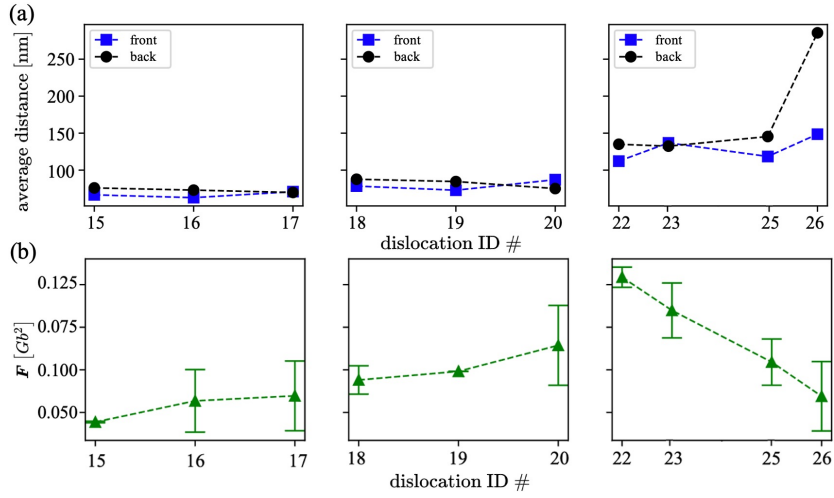 (a)
average distance [nm]
250
200
150
100
front
back
front
back
front
back
15 16 17
18 19 20
22 23 25 26
dislocation ID #
(b)
F [Gb²]
0.125
0.075
0.100
0.050
15 16 17
18 19 20
22 23 25 26
dislocation ID #